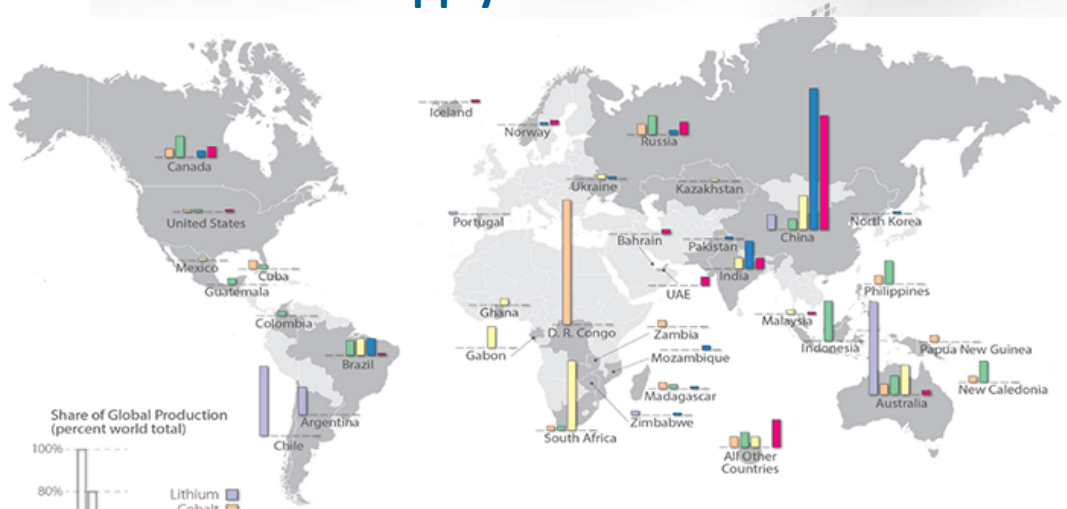 Canada
United States
Mexico
Cuba
Guatemala
Colombia
Brazil
Argentina
Chile
Iceland
Norway
Russia
Ukraine
Kazakhstan
Portugal
Bahrain
Pakistan
China
North Korea
India
UAE
Philippines
Ghana
Malaysia
D. R. Congo
Zambia
Indonesia
Gabon
Mozambique
Papua New Guinea
Madagascar
New Caledonia
Australia
Zimbabwe
South Africa
All Other
Countries
Share of Global Production
(percent world total)
100%
80%
Lithium